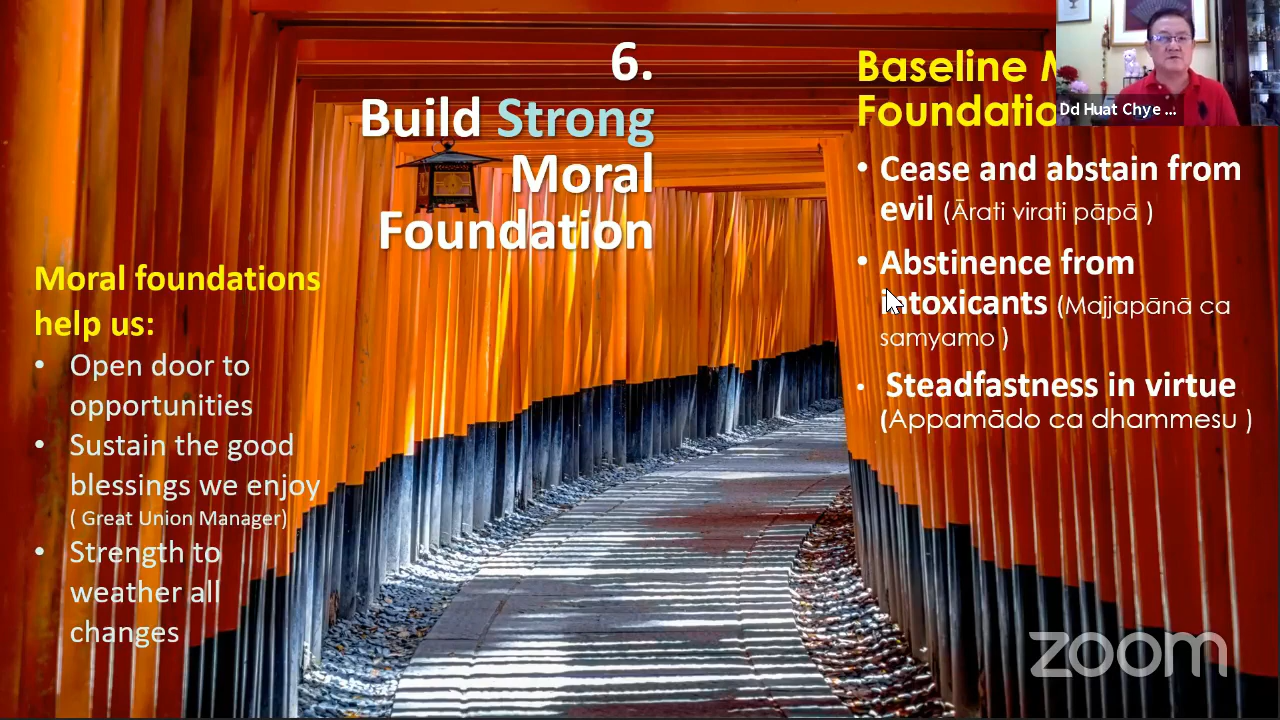 6.
Build Strong
Moral
Foundation
Moral foundations
help us:
• Open door to
opportunities
• Sustain the good
blessings we enjoy
( Great Union Manager)
• Strength to
weather all
changes
Baseline
Foundatio
• Cease and abstain from
evil (Ārati virati pāpā )
• Abstinence from
intoxicants (Majjapānā ca
samyamo )
• Steadfastness in virtue
(Appamādo ca dhammesu )
Dd Huat Chye ...
zoom